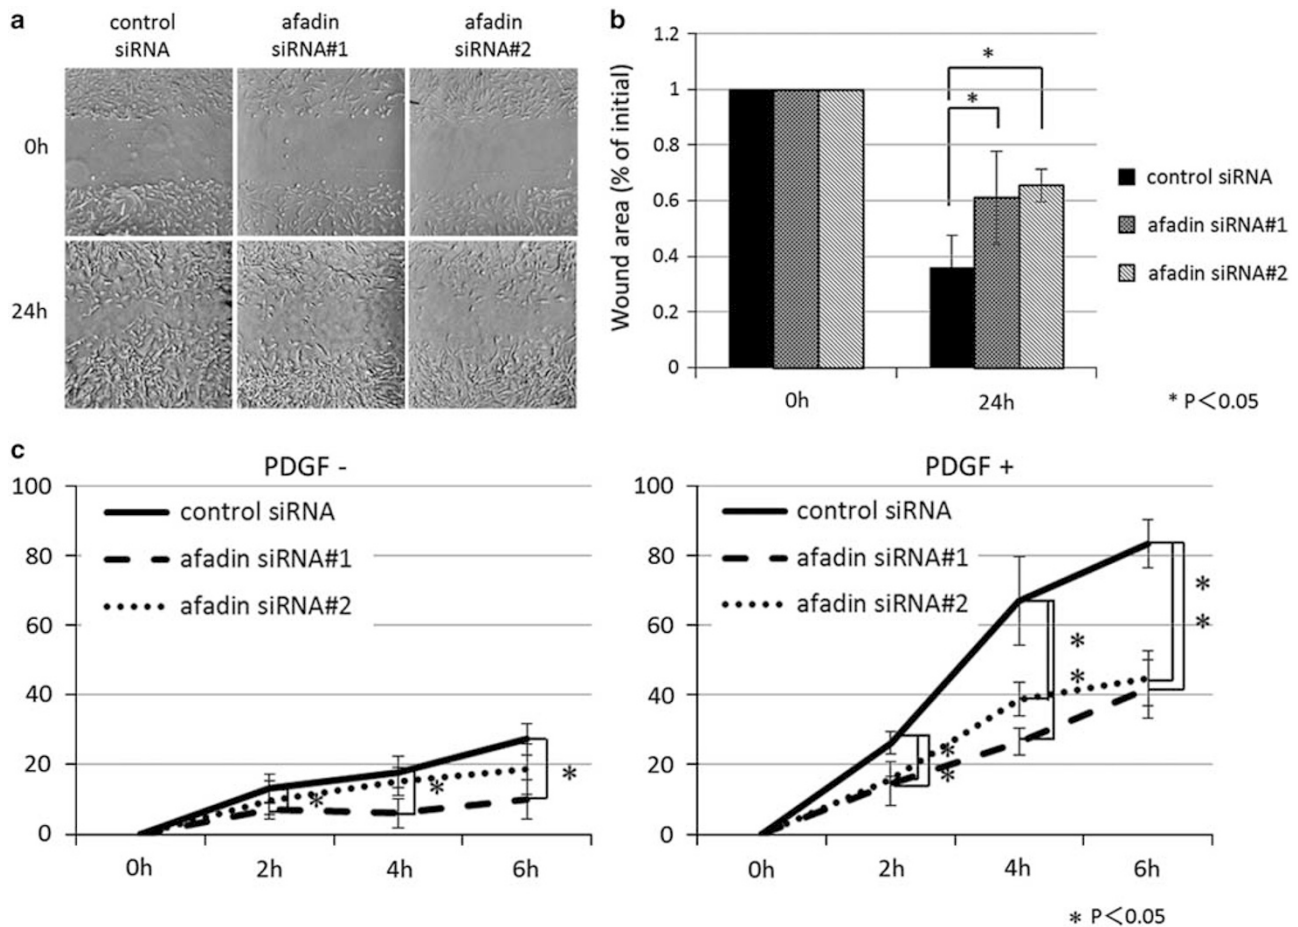 a
control
siRNA
afadin
siRNA#1
afadin
siRNA#2
0h
24h
b
Wound area (% of initial)
1.2
1
0.8
0.6
0.4
0.2
0
*
*
0h
24h
control siRNA
afadin siRNA#1
afadin siRNA#2
* P<0.05
c
PDGF -
100
80
60
40
20
0
control siRNA
afadin siRNA#1
afadin siRNA#2
*
*
*
0h
2h
4h
6h
PDGF +
100
80
60
40
20
0
control siRNA
afadin siRNA#1
afadin siRNA#2
*
*
*
*
*
*
0h
2h
4h
6h
* P<0.05